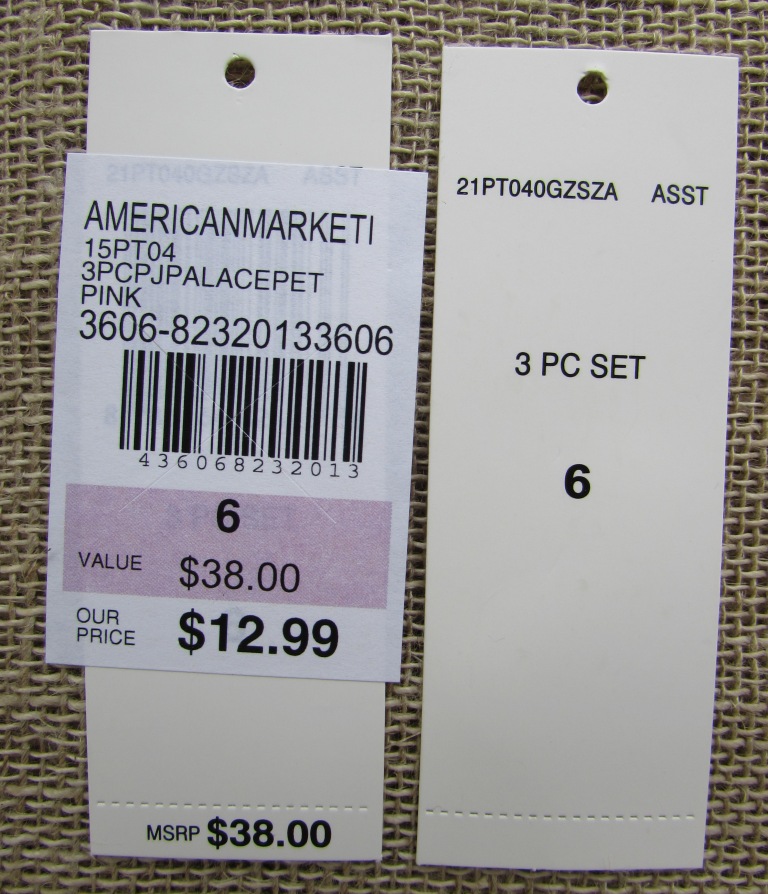 21PT040GZSZA ASST
AMERICANMARKETI
15PT04
3PCPJPALACEPET
PINK
3606-82320133606
436068232013
6
VALUE $38.00
OUR
PRICE $12.99
MSRP $38.00
21PT040GZSZA ASST
3 PC SET
6